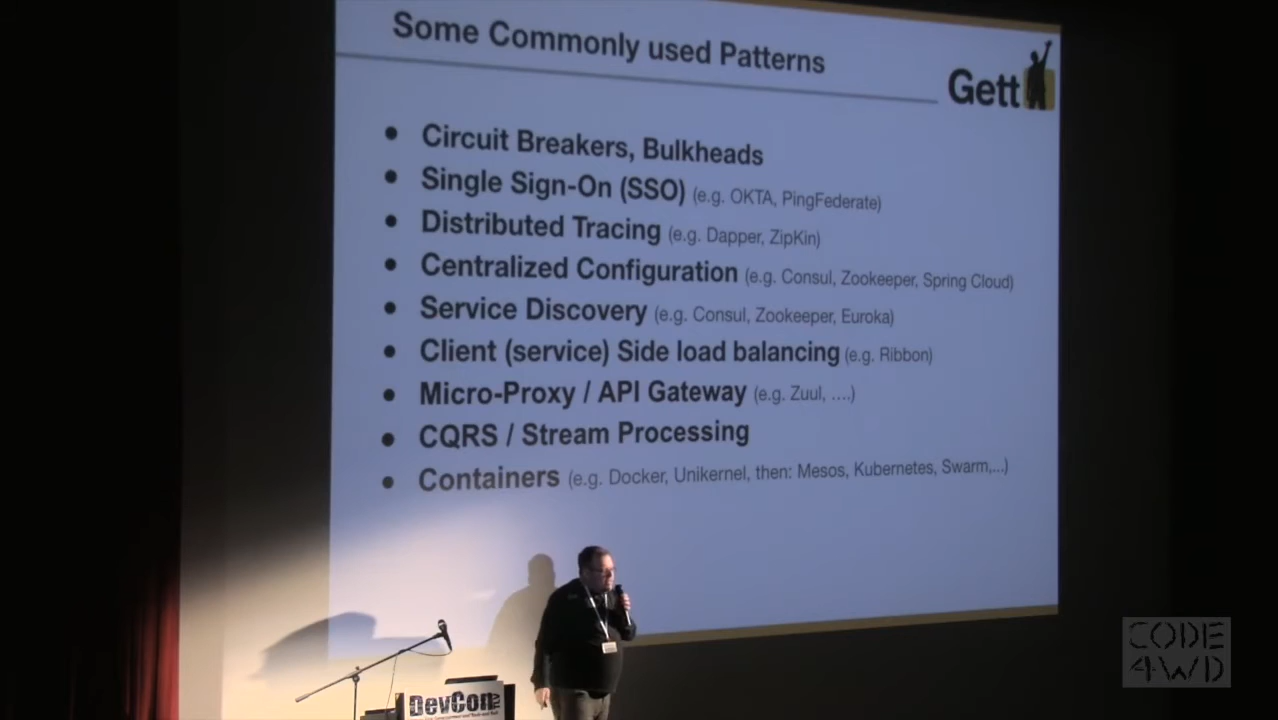 Some Commonly used Patterns
Gett
● Circuit Breakers, Bulkheads
● Single Sign-On (SSO) (e.g. OKTA, PingFederate)
● Distributed Tracing (e.g. Dapper, ZipKin)
● Centralized Configuration (e.g. Consul, Zookeeper, Spring Cloud)
● Service Discovery (e.g. Consul, Zookeeper, Euroka)
● Client (service) Side load balancing (e.g. Ribbon)
● Micro-Proxy / API Gateway (e.g. Zuul, ....)
● CQRS / Stream Processing
● Containers (e.g. Docker, Unikernel, then: Mesos, Kubernetes, Swarm,...)
DevCon TLV
CODE
4WD